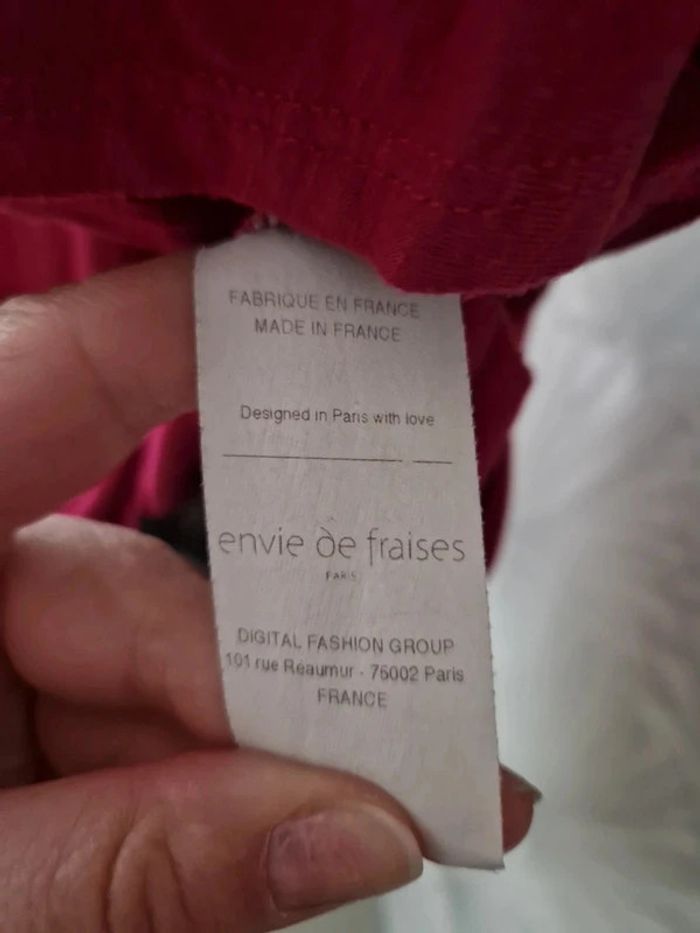 FABRIQUE EN FRANCE
MADE IN FRANCE
Designed in Paris with love
envie de fraises
PARIS
DIGITAL FASHION GROUP
101 rue Réaumur - 75002 Paris
FRANCE